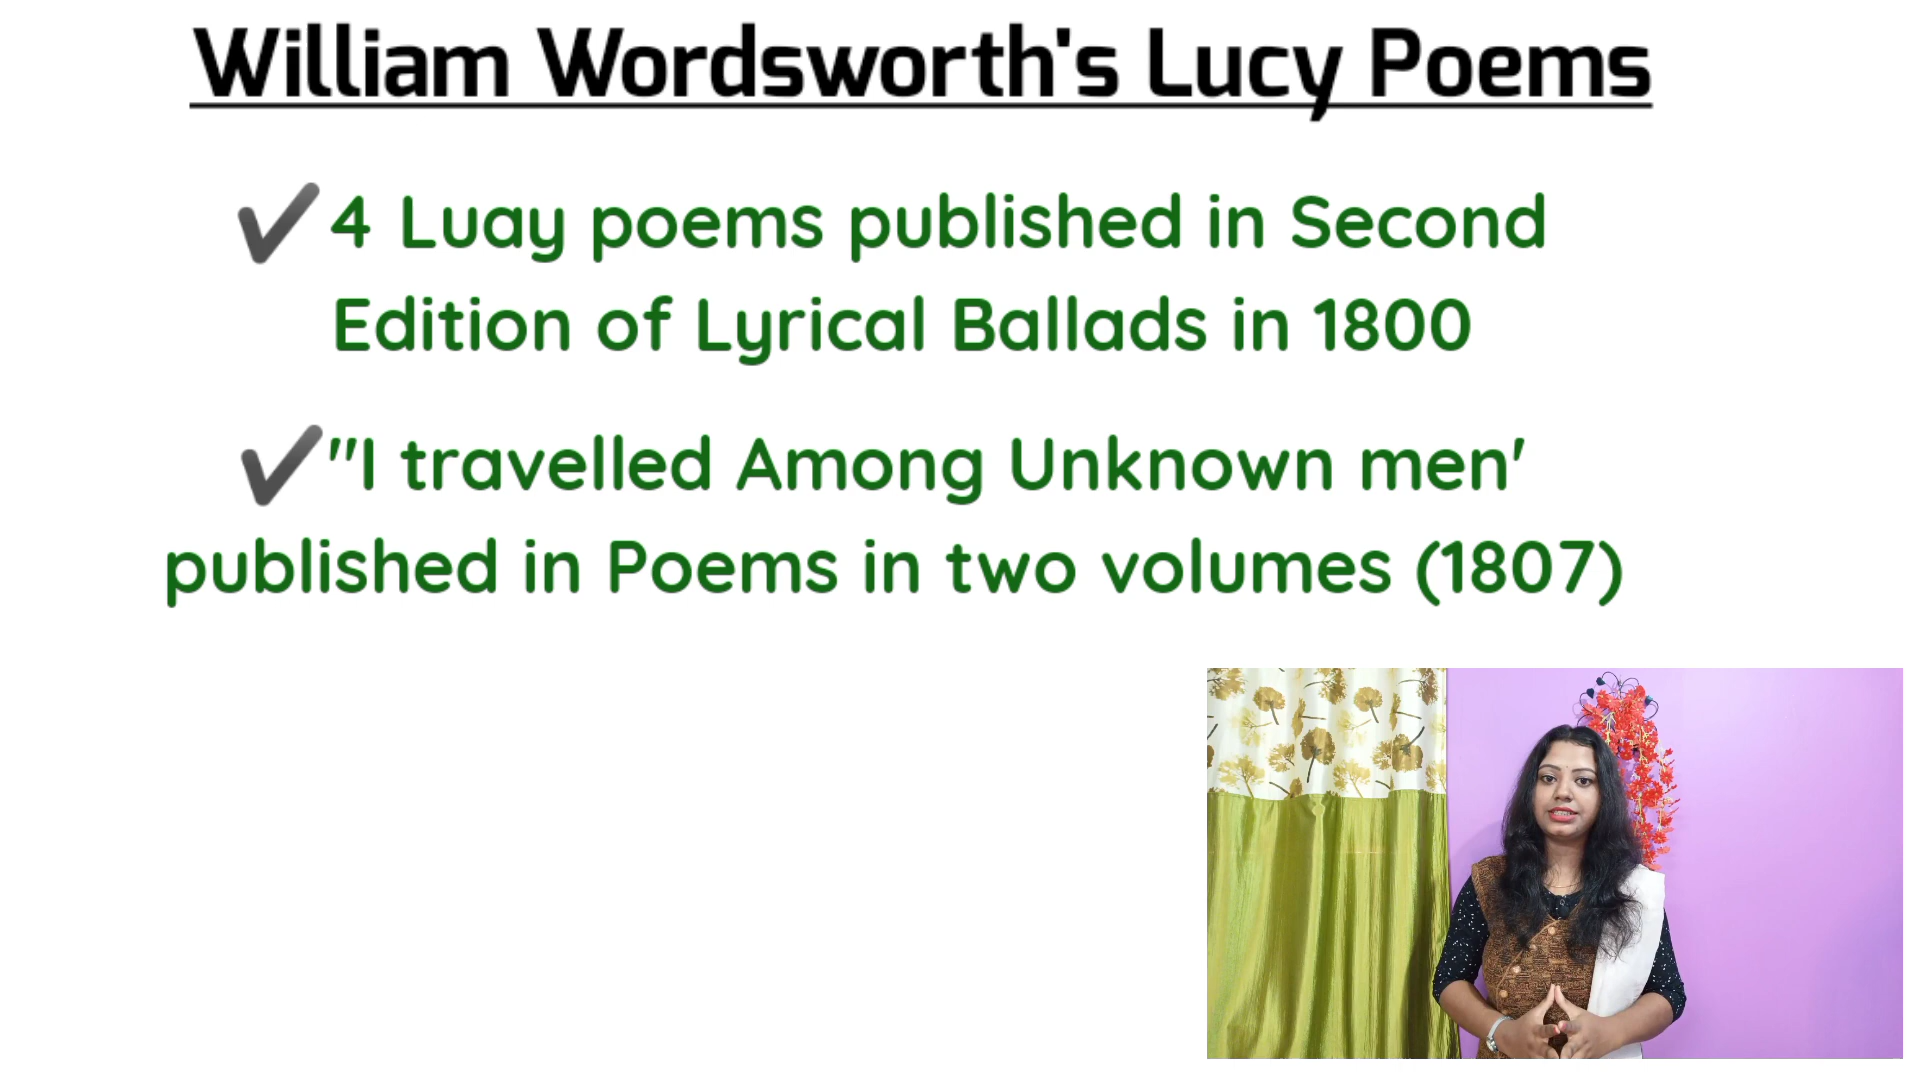 William Wordsworth's Lucy Poems
✔4 Luay poems published in Second
Edition of Lyrical Ballads in 1800
✔"I travelled Among Unknown men'
published in Poems in two volumes (1807)